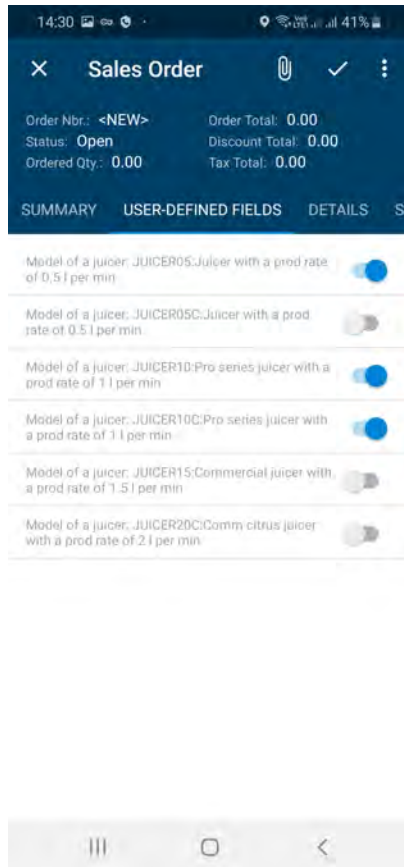 14:30
41%
Sales Order
Order Nbr.: <NEW>
Order Total: 0.00
Status: Open
Discount Total: 0.00
Ordered Qty.: 0.00
Tax Total: 0.00
SUMMARY USER-DEFINED FIELDS DETAILS S
Model of a juicer: JUICER05:Juicer with a prod rate
of 0.5 l per min
Model of a juicer: JUICER05C:Juicer with a prod
rate of 0.5 l per min
Model of a juicer: JUICER10:Pro series juicer with a
prod rate of 1 l per min
Model of a juicer: JUICER10C:Pro series juicer with
a prod rate of 1 l per min
Model of a juicer: JUICER15:Commercial juicer with
a prod rate of 1.5 l per min
Model of a juicer: JUICER20C:Comm citrus juicer
with a prod rate of 2 l per min